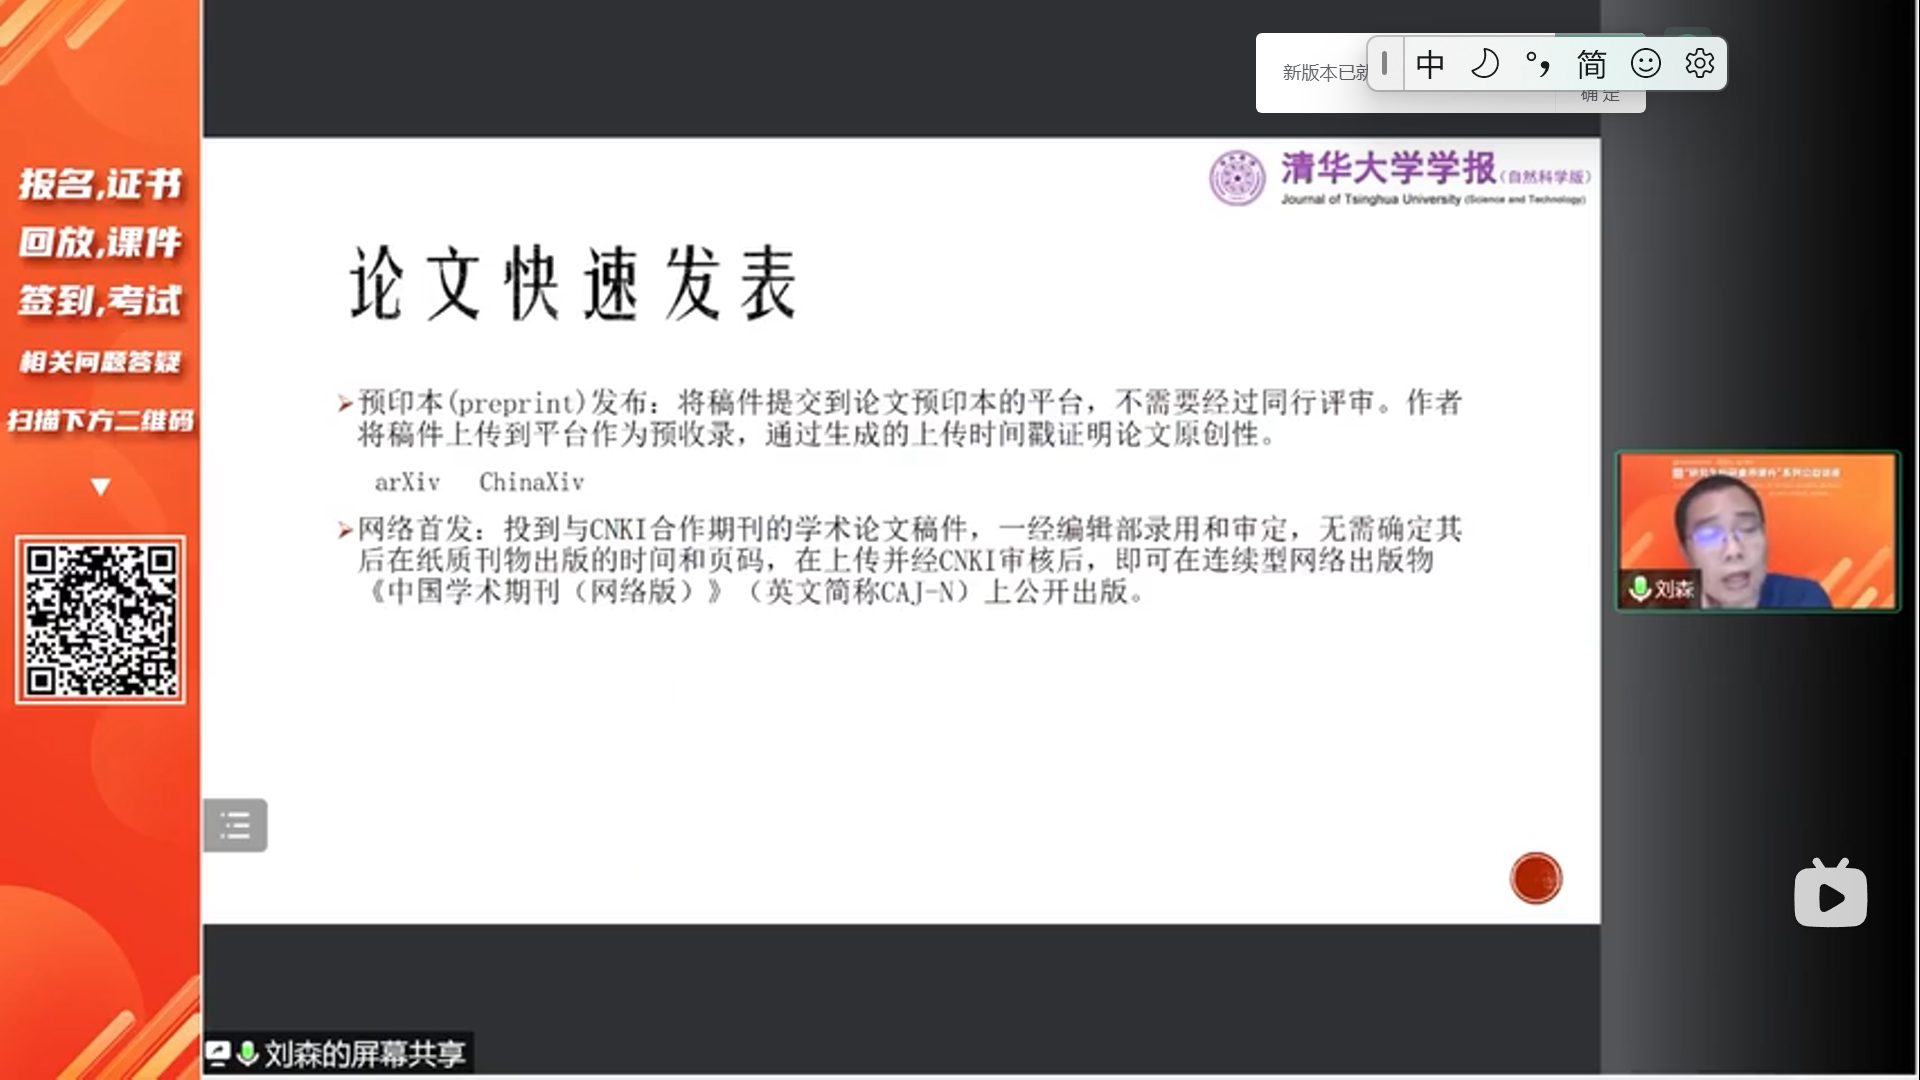 报名,证书
回放,课件
签到,考试
相关问题答疑
扫描下方二维码
新版本已就
确 定
中 简
清华大学学报(自然科学版)
Journal of Tsinghua University (Science and Technology)
论文快速发表
预印本(preprint)发布：将稿件提交到论文预印本的平台，不需要经过同行评审。作者
将稿件上传到平台作为预收录，通过生成的上传时间戳证明论文原创性。
arXiv ChinaXiv
网络首发：投到与CNKI合作期刊的学术论文稿件，一经编辑部录用和审定，无需确定其
后在纸质刊物出版的时间和页码，在上传并经CNKI审核后，即可在连续型网络出版物
《中国学术期刊（网络版）》（英文简称CAJ-N）上公开出版。
刘森
刘森的屏幕共享